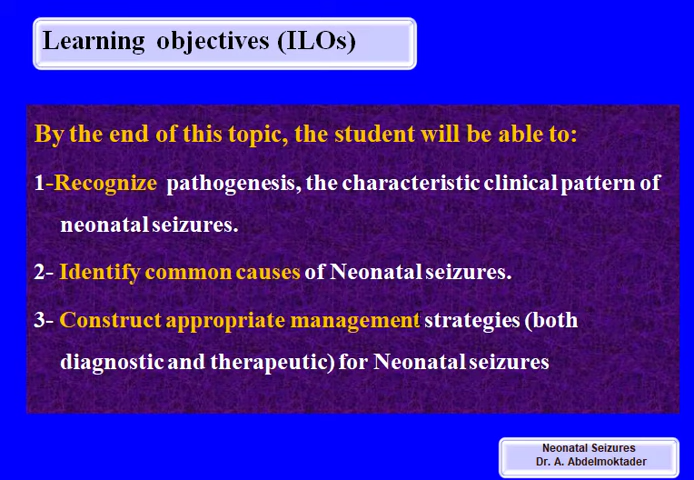 Learning objectives (ILOs)
By the end of this topic, the student will be able to:
1-Recognize pathogenesis, the characteristic clinical pattern of
neonatal seizures.
2- Identify common causes of Neonatal seizures.
3- Construct appropriate management strategies (both
diagnostic and therapeutic) for Neonatal seizures
Neonatal Seizures
Dr. A. Abdelmoktader